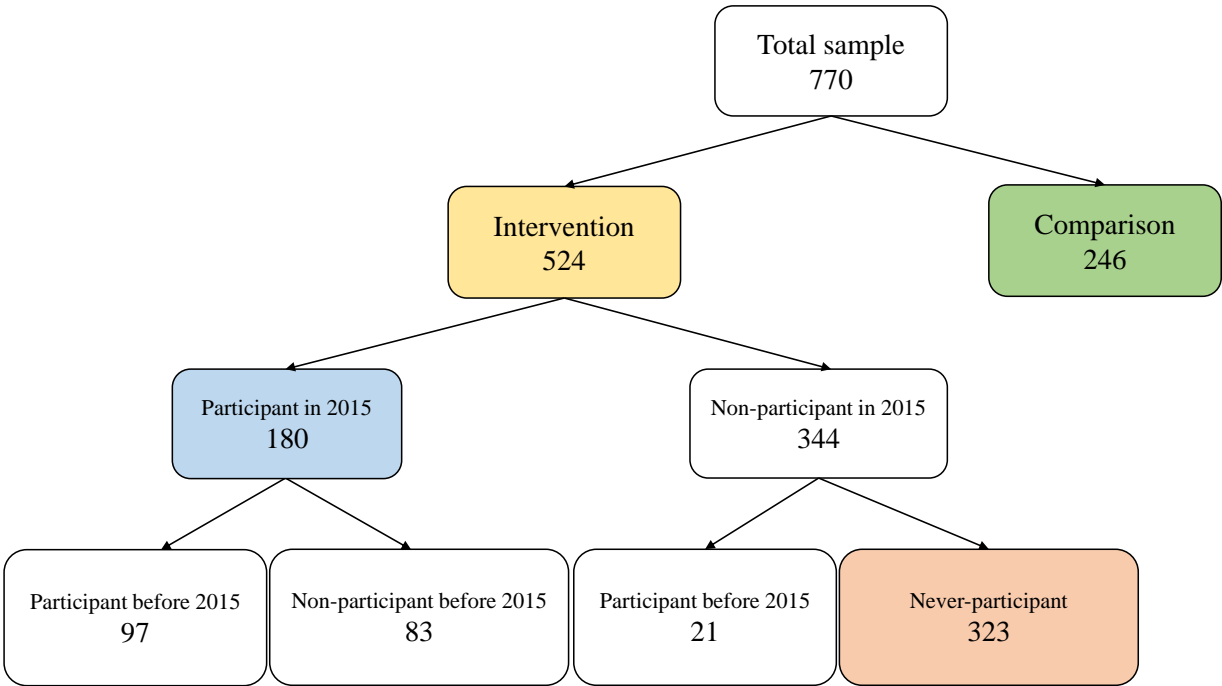 Total sample
770
Intervention
524
Comparison
246
Participant in 2015
180
Non-participant in 2015
344
Participant before 2015
97
Non-participant before 2015
83
Participant before 2015
21
Never-participant
323